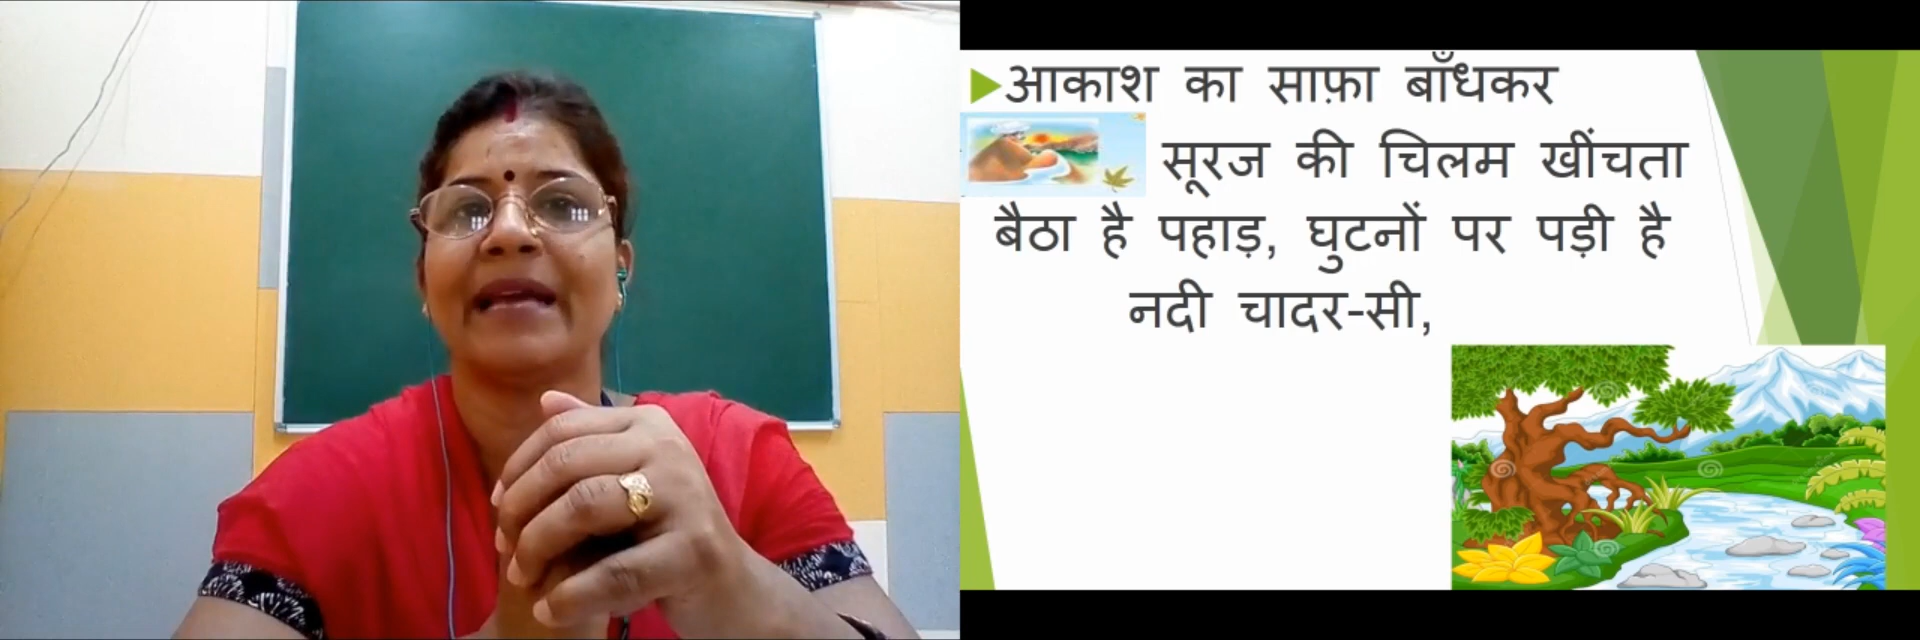 आकाश का साफ़ा बाँधकर
सूरज की चिलम खींचता
बैठा है पहाड़, घुटनों पर पड़ी है
नदी चादर-सी,